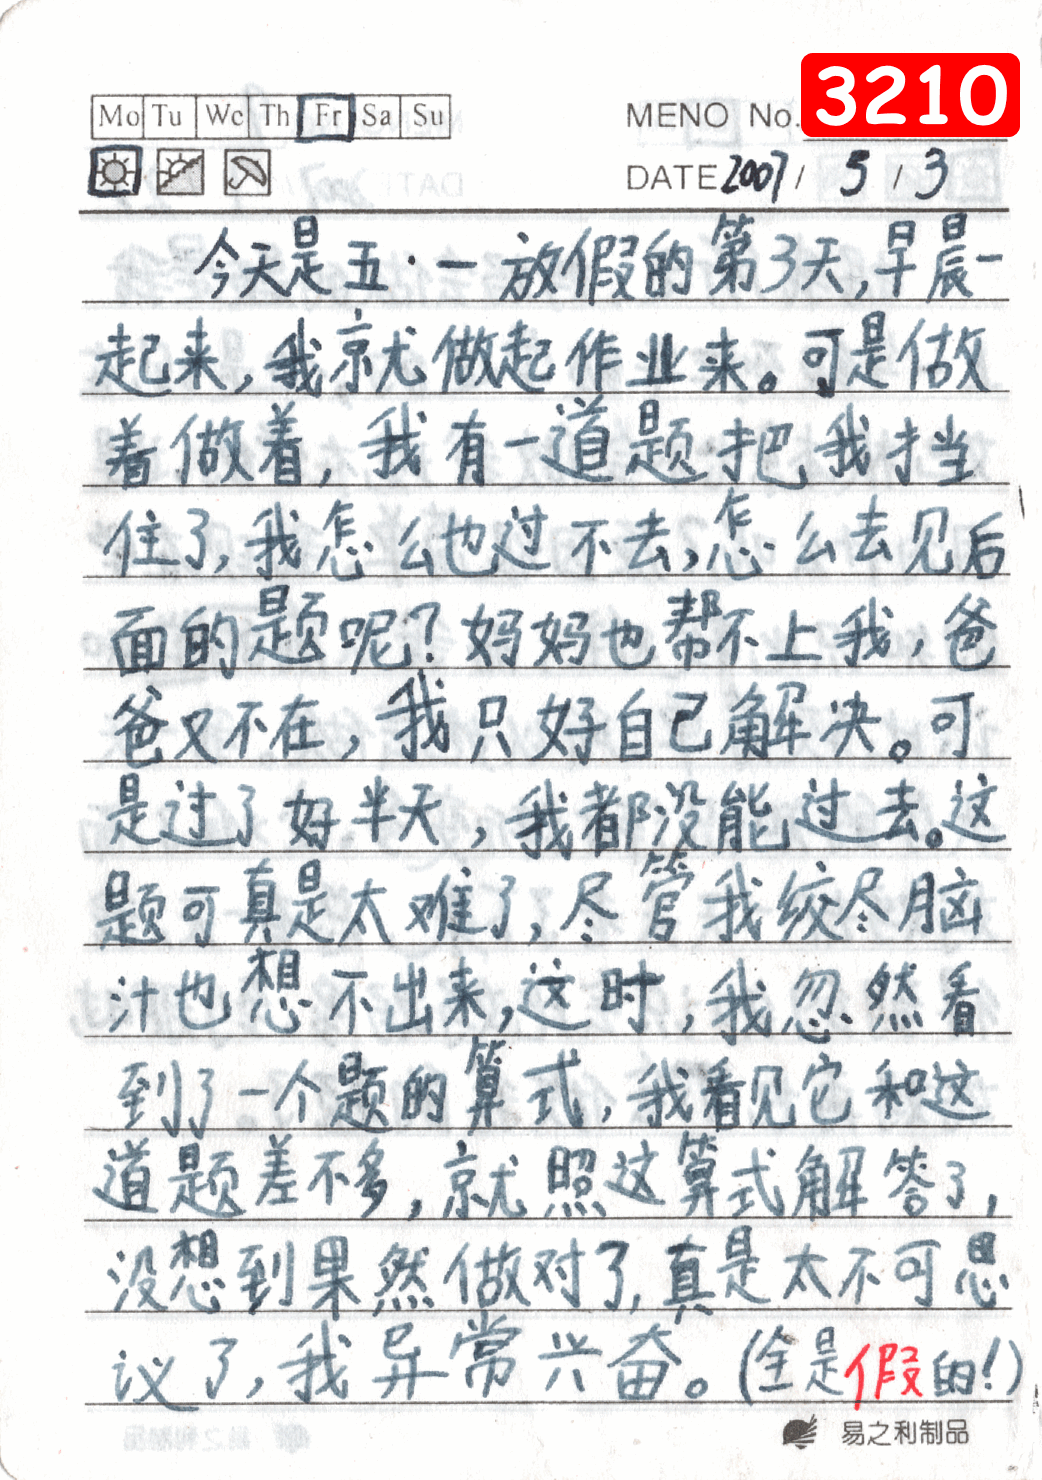 3210
Mo Tu We Th Fr Sa Su
MENO No.
DATE 2007 / 5 / 3
今天是五·一放假的第3天,早晨一
起来,我就做起作业来。可是做
着做着,我有一道题把我挡
住了,我怎么也过不去,怎么去见后
面的题呢?妈妈也帮不上我,爸
爸又不在,我只好自己解决。可
是过了好半天,我都没能过去。这
题可真是太难了,尽管我绞尽脑
汁也想不出来,这时,我忽然看
到了一个题的算式,我看见它和这
道题差不多,就照这算式解答了,
没想到果然做对了,真是太不可思
议了,我异常兴奋。(全是假的!)
易之利制品